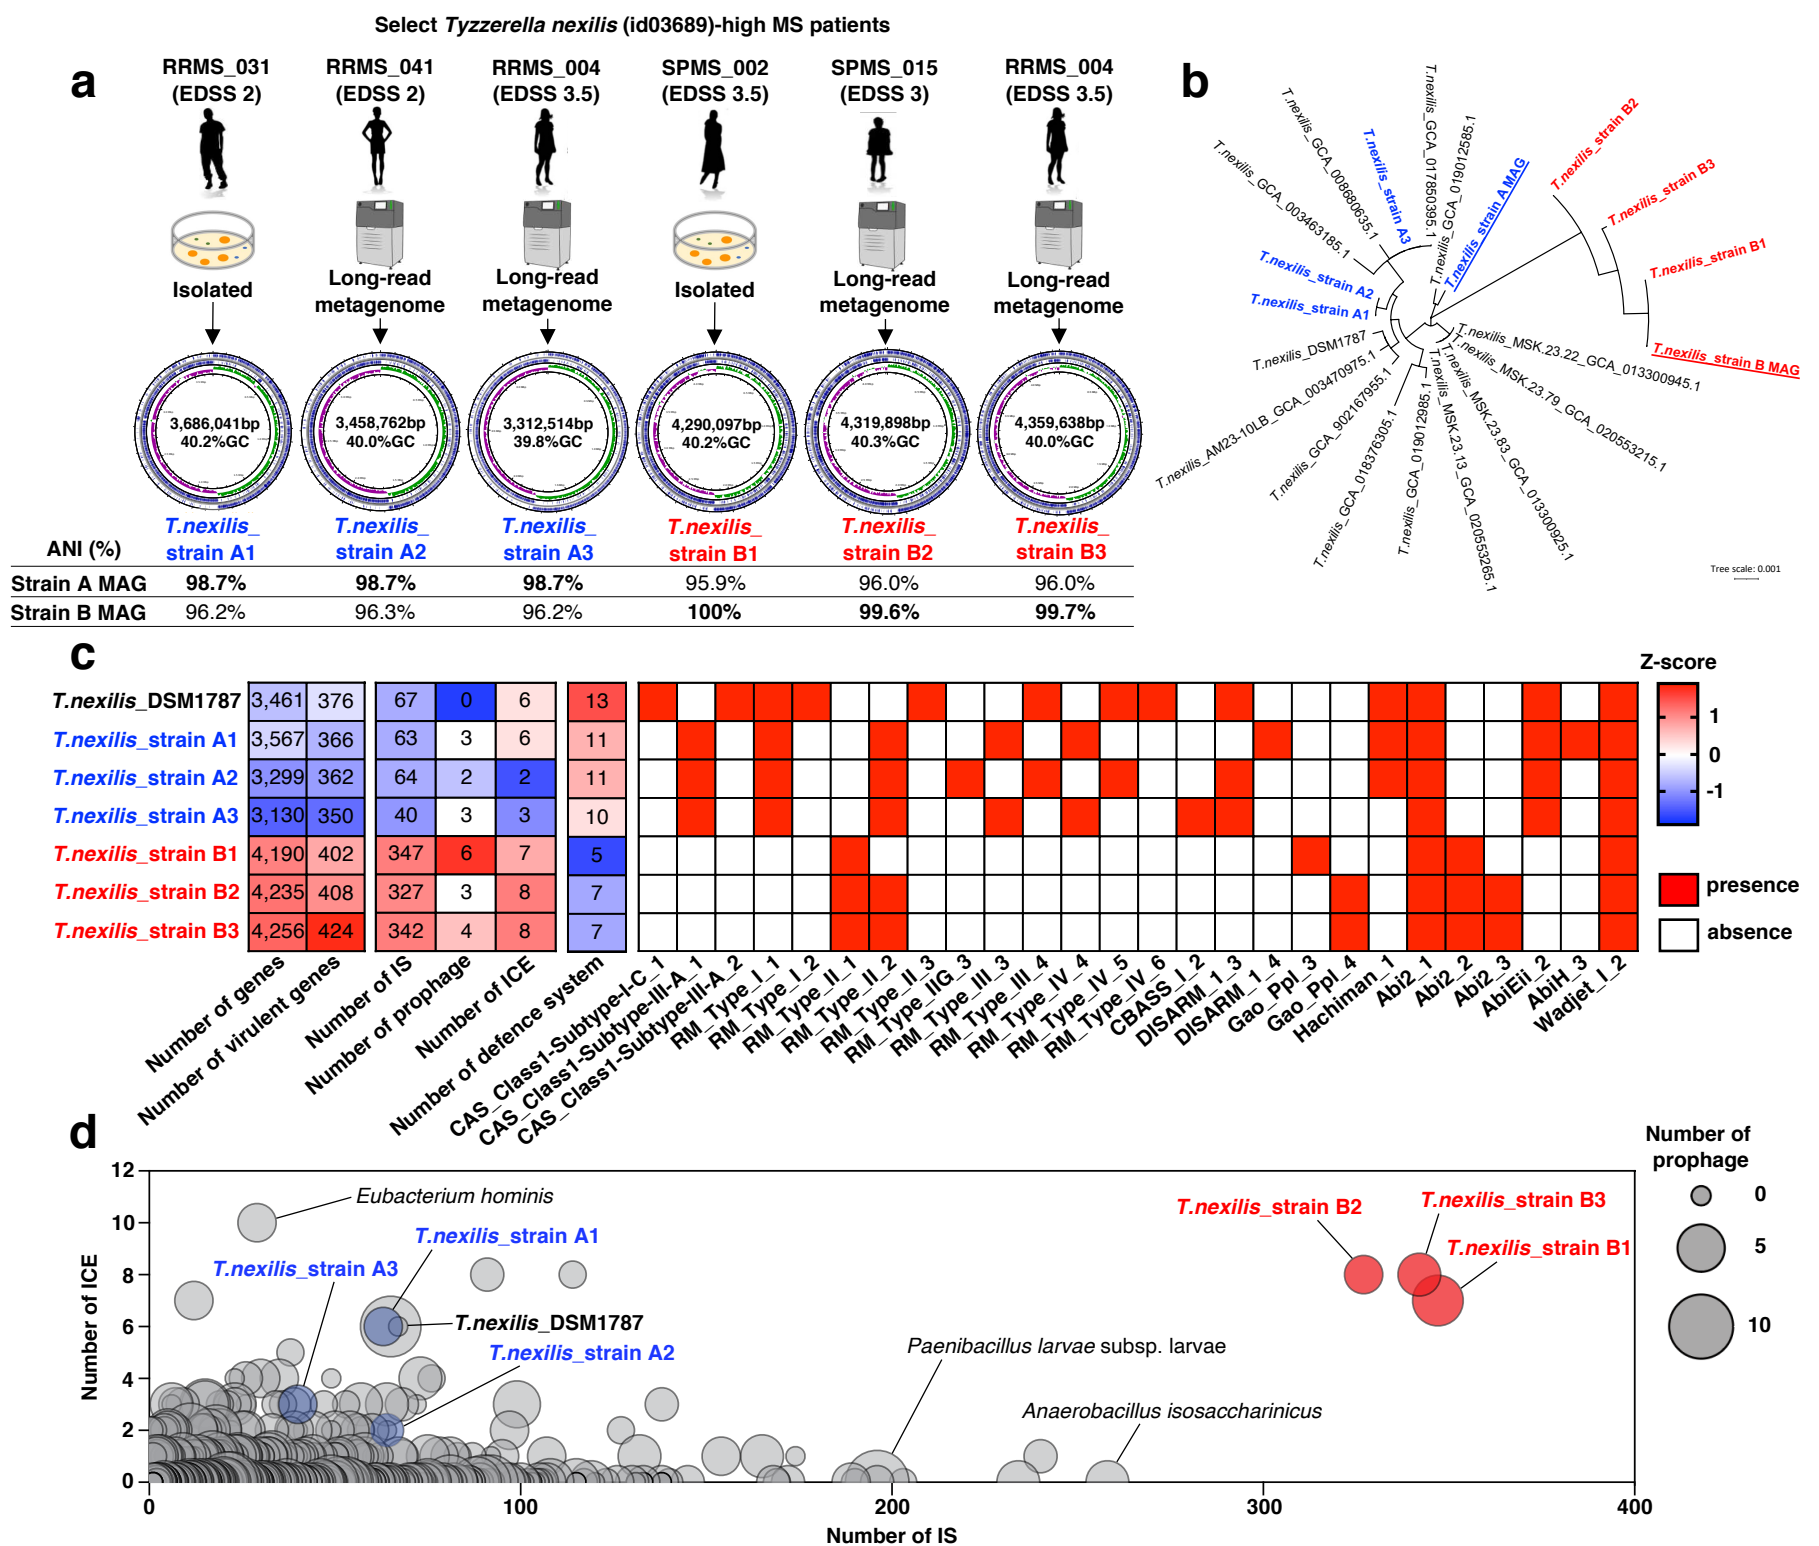 Select Tyzzerella nexilis (id03689)-high MS patients
a
RRMS_031
(EDSS 2)
RRMS_041
(EDSS 2)
RRMS_004
(EDSS 3.5)
SPMS_002
(EDSS 3.5)
SPMS_015
(EDSS 3)
RRMS_004
(EDSS 3.5)
Isolated
Long-read
metagenome
Long-read
metagenome
Isolated
Long-read
metagenome
Long-read
metagenome
3,686,041bp
40.2%GC
3,458,762bp
40.0%GC
3,312,514bp
39.8%GC
4,290,097bp
40.2%GC
4,319,898bp
40.3%GC
4,359,638bp
40.0%GC
ANI (%)
T.nexilis_
strain A1
T.nexilis_
strain A2
T.nexilis_
strain A3
T.nexilis_
strain B1
T.nexilis_
strain B2
T.nexilis_
strain B3
Strain A MAG 98.7% 98.7% 98.7% 95.9% 96.0% 96.0%
Strain B MAG 96.2% 96.3% 96.2% 100% 99.6% 99.7%
b
T.nexilis_GCA_003463185.1
T.nexilis_GCA_008680635.1
T.nexilis_strain A3
T.nexilis_GCA_017850395.1
T.nexilis_GCA_019012585.1
T.nexilis_strain A MAG
T.nexilis_strain B2
T.nexilis_strain B3
T.nexilis_strain B1
T.nexilis_strain B MAG
T.nexilis_strain A2
T.nexilis_strain A1
T.nexilis_DSM1787
T.nexilis_AM23-10LB_GCA_003470975.1
T.nexilis_GCA_902167955.1
T.nexilis_GCA_018376305.1
T.nexilis_GCA_019012985.1
T.nexilis_MSK.23.13_GCA_020553265.1
T.nexilis_MSK.23.83_GCA_013300925.1
T.nexilis_MSK.23.79_GCA_020553215.1
T.nexilis_MSK.23.22_GCA_013300945.1
Tree scale: 0.001
c
T.nexilis_DSM1787 3,461 376 67 0 6 13
T.nexilis_strain A1 3,567 366 63 3 6 11
T.nexilis_strain A2 3,299 362 64 2 2 11
T.nexilis_strain A3 3,130 350 40 3 3 10
T.nexilis_strain B1 4,190 402 347 6 7 5
T.nexilis_strain B2 4,235 408 327 3 8 7
T.nexilis_strain B3 4,256 424 342 4 8 7
Number of genes
Number of virulent genes
Number of IS
Number of prophage
Number of ICE
Number of defence system
CAS_Class1-Subtype-I-C_1
CAS_Class1-Subtype-III-A_1
CAS_Class1-Subtype-III-A_2
RM_Type_I_1
RM_Type_I_2
RM_Type_II_1
RM_Type_II_2
RM_Type_II_3
RM_Type_IIG_3
RM_Type_III_3
RM_Type_III_4
RM_Type_IV_4
RM_Type_IV_5
RM_Type_IV_6
CBASS_I_2
DISARM_1_3
DISARM_1_4
Gao_Ppl_3
Gao_Ppl_4
Hachiman_1
Abi2_1
Abi2_2
Abi2_3
AbiEii_2
AbiH_3
Wadjet_I_2
Z-score
1
0
-1
presence
absence
d
Number of ICE
12
10
8
6
4
2
0
0
100
200
300
400
Number of IS
Eubacterium hominis
T.nexilis_strain A1
T.nexilis_strain A3
T.nexilis_DSM1787
T.nexilis_strain A2
Paenibacillus larvae subsp. larvae
Anaerobacillus isosaccharinicus
T.nexilis_strain B2
T.nexilis_strain B3
T.nexilis_strain B1
Number of
prophage
0
5
10